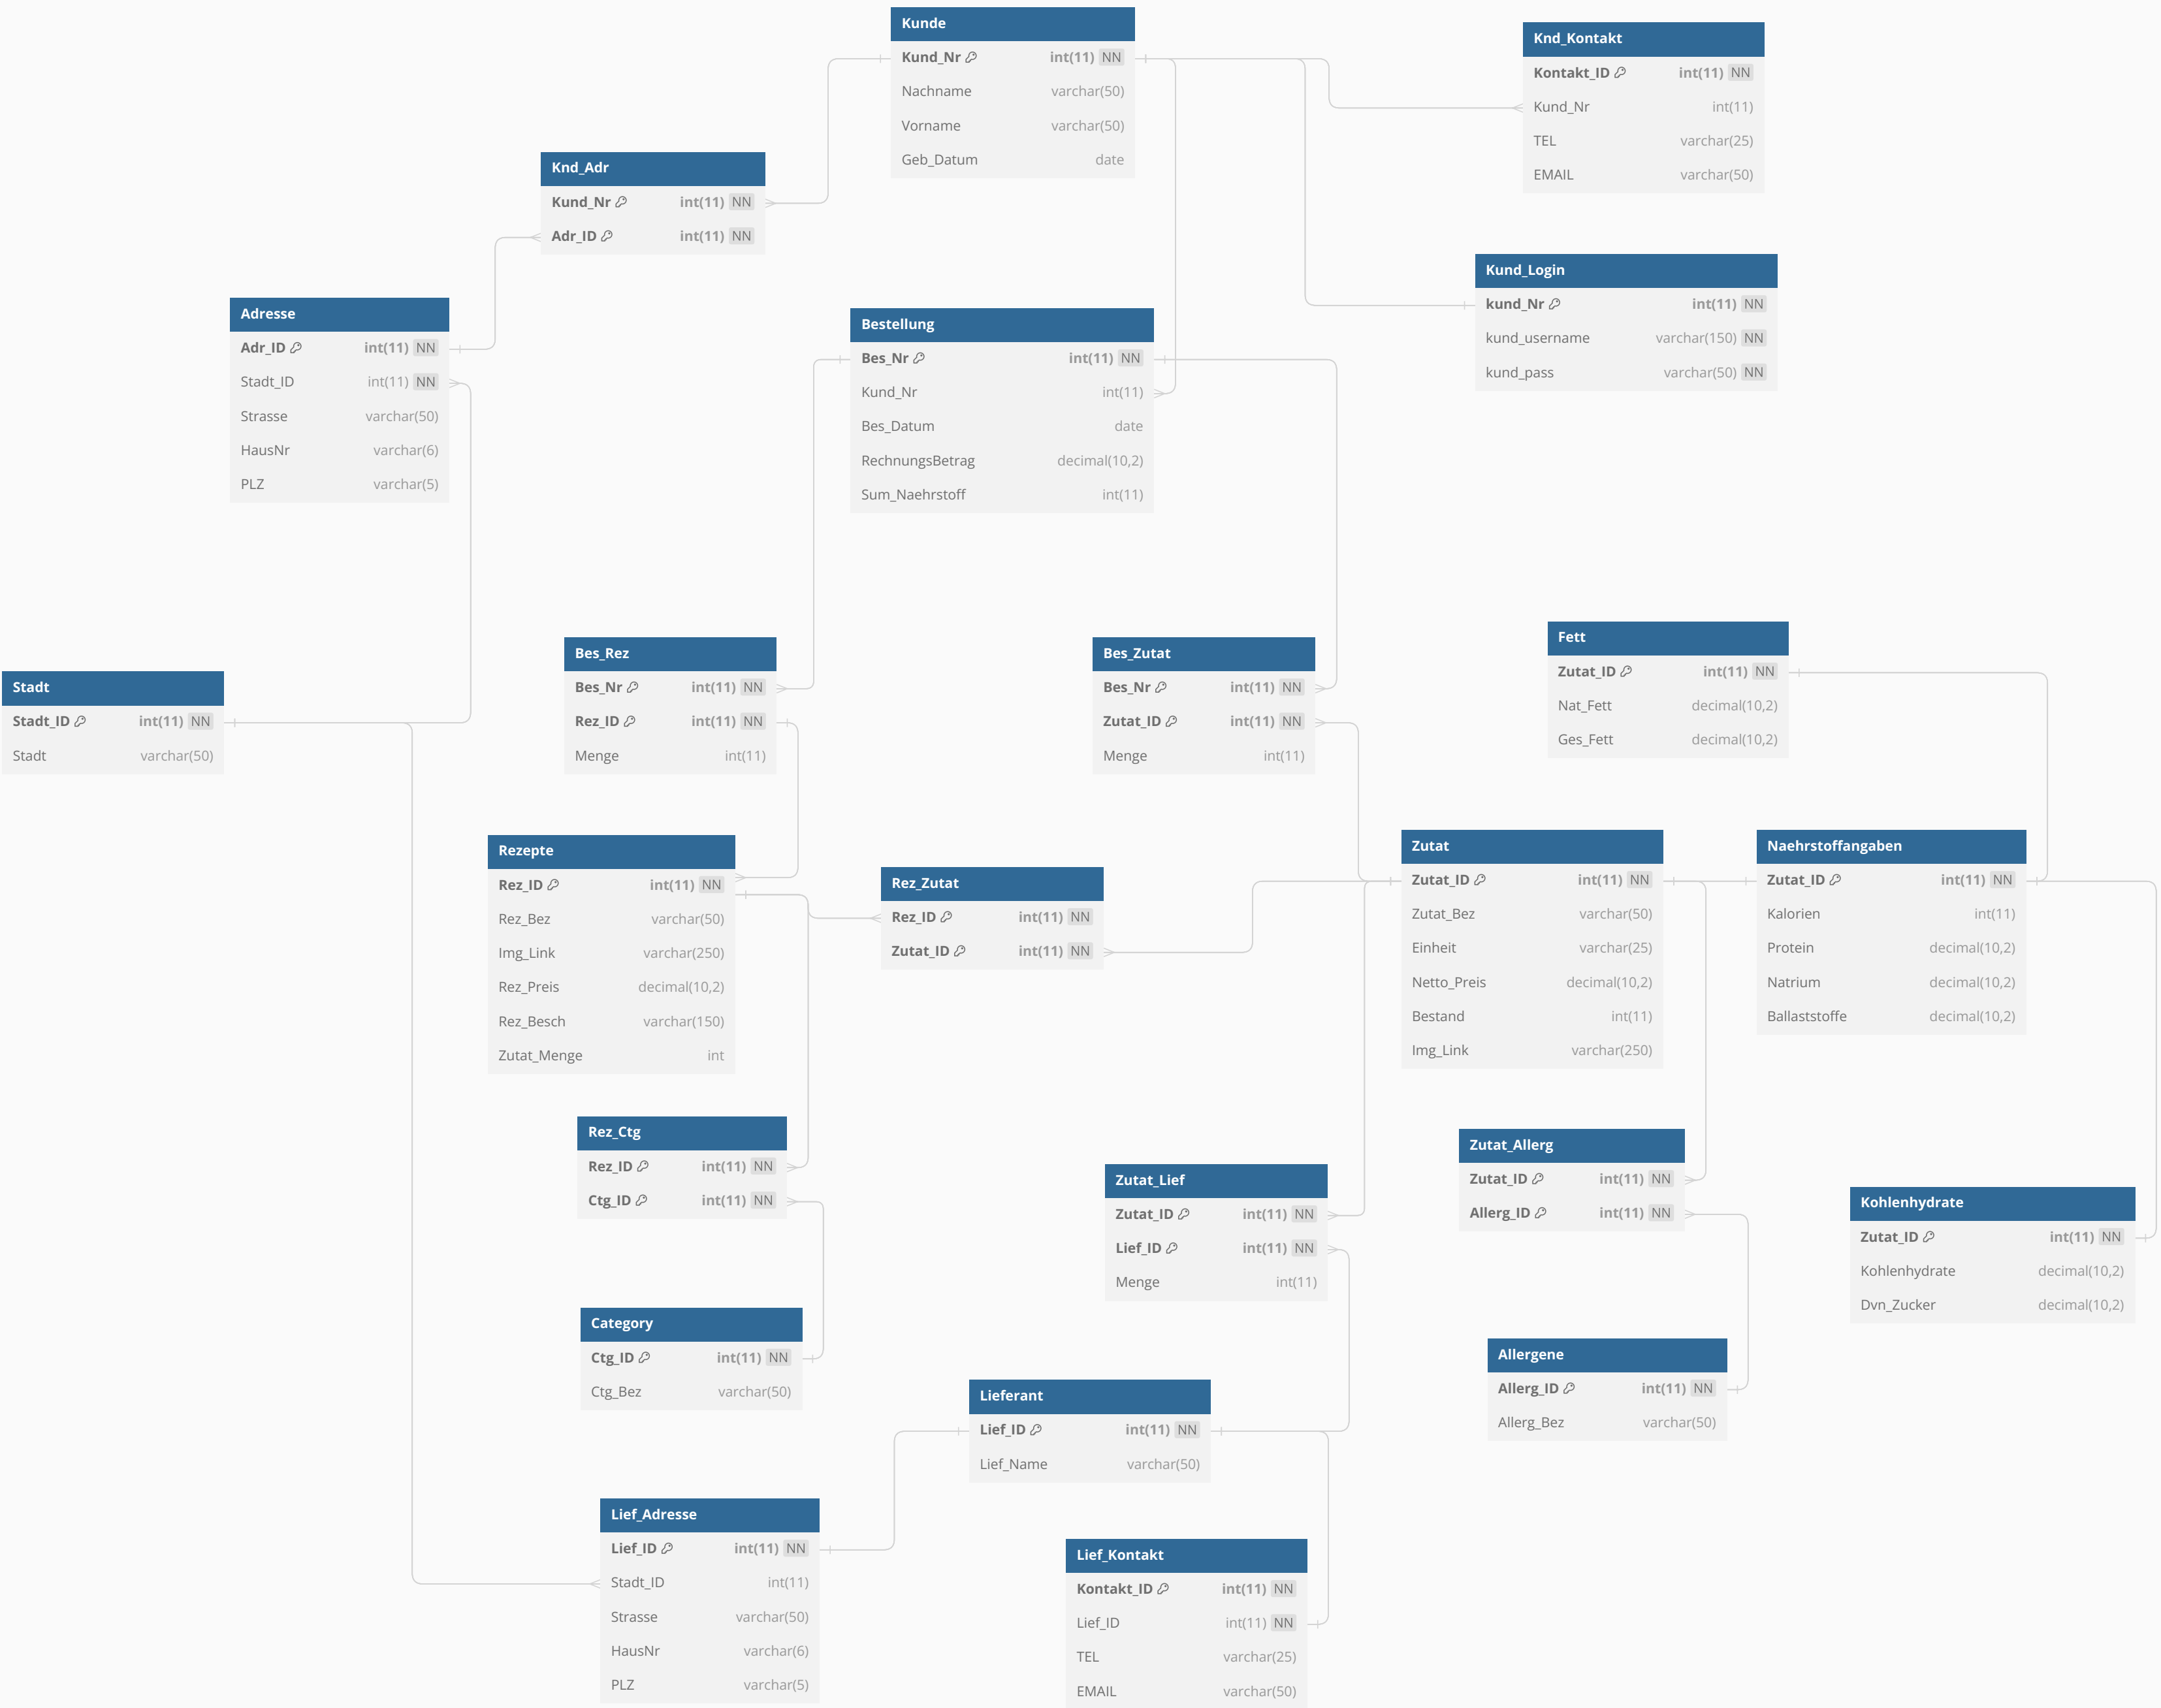 Kunde
Kund_Nr int(11) NN
Nachname varchar(50)
Vorname varchar(50)
Geb_Datum date
Knd_Kontakt
Kontakt_ID int(11) NN
Kund_Nr int(11)
TEL varchar(25)
EMAIL varchar(50)
Knd_Adr
Kund_Nr int(11) NN
Adr_ID int(11) NN
Kund_Login
kund_Nr int(11) NN
kund_username varchar(150) NN
kund_pass varchar(50) NN
Adresse
Adr_ID int(11) NN
Stadt_ID int(11) NN
Strasse varchar(50)
HausNr varchar(6)
PLZ varchar(5)
Bestellung
Bes_Nr int(11) NN
Kund_Nr int(11)
Bes_Datum date
RechnungsBetrag decimal(10,2)
Sum_Naehrstoff int(11)
Stadt
Stadt_ID int(11) NN
Stadt varchar(50)
Bes_Rez
Bes_Nr int(11) NN
Rez_ID int(11) NN
Menge int(11)
Bes_Zutat
Bes_Nr int(11) NN
Zutat_ID int(11) NN
Menge int(11)
Fett
Zutat_ID int(11) NN
Nat_Fett decimal(10,2)
Ges_Fett decimal(10,2)
Rezepte
Rez_ID int(11) NN
Rez_Bez varchar(50)
Img_Link varchar(250)
Rez_Preis decimal(10,2)
Rez_Besch varchar(150)
Zutat_Menge int
Rez_Zutat
Rez_ID int(11) NN
Zutat_ID int(11) NN
Zutat
Zutat_ID int(11) NN
Zutat_Bez varchar(50)
Einheit varchar(25)
Netto_Preis decimal(10,2)
Bestand int(11)
Img_Link varchar(250)
Naehrstoffangaben
Zutat_ID int(11) NN
Kalorien int(11)
Protein decimal(10,2)
Natrium decimal(10,2)
Ballaststoffe decimal(10,2)
Rez_Ctg
Rez_ID int(11) NN
Ctg_ID int(11) NN
Zutat_Lief
Zutat_ID int(11) NN
Lief_ID int(11) NN
Menge int(11)
Zutat_Allerg
Zutat_ID int(11) NN
Allerg_ID int(11) NN
Kohlenhydrate
Zutat_ID int(11) NN
Kohlenhydrate decimal(10,2)
Dvn_Zucker decimal(10,2)
Category
Ctg_ID int(11) NN
Ctg_Bez varchar(50)
Lieferant
Lief_ID int(11) NN
Lief_Name varchar(50)
Allergene
Allerg_ID int(11) NN
Allerg_Bez varchar(50)
Lief_Adresse
Lief_ID int(11) NN
Stadt_ID int(11)
Strasse varchar(50)
HausNr varchar(6)
PLZ varchar(5)
Lief_Kontakt
Kontakt_ID int(11) NN
Lief_ID int(11) NN
TEL varchar(25)
EMAIL varchar(50)